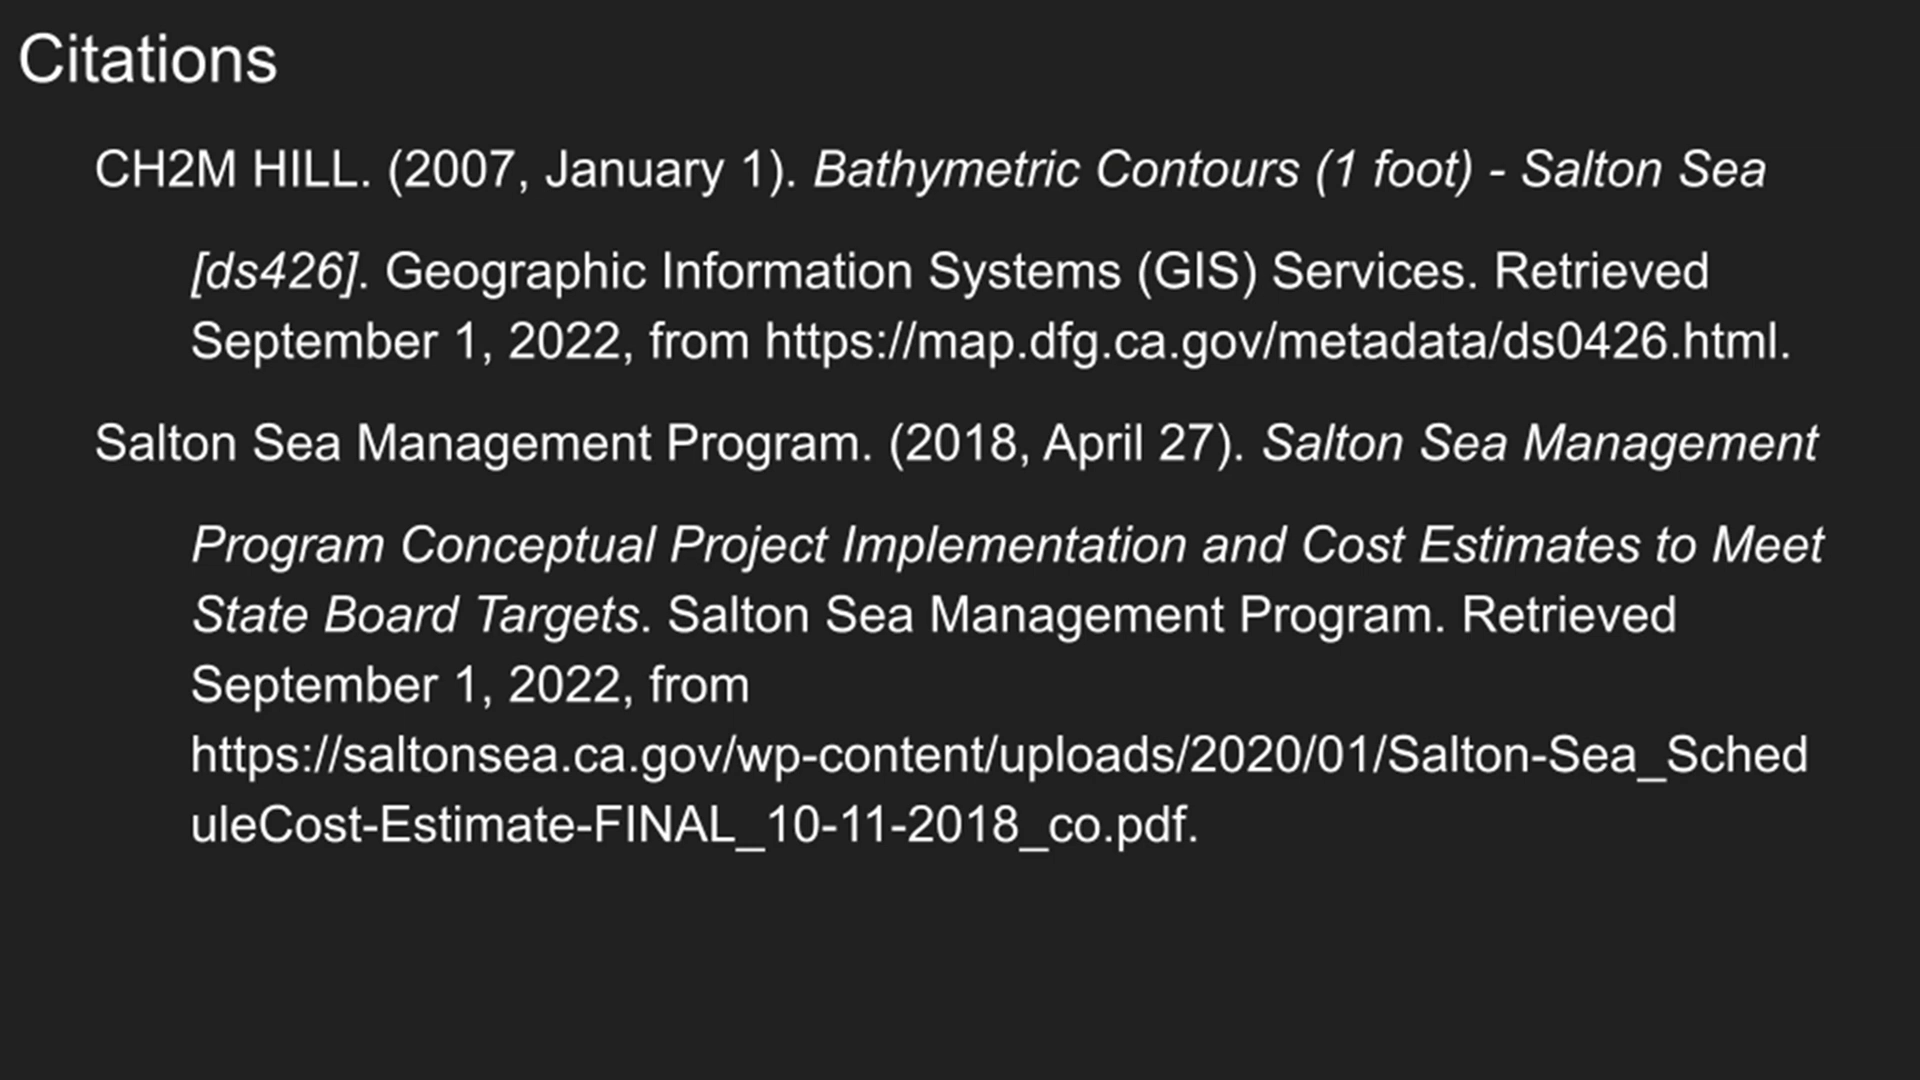 Citations
CH2M HILL. (2007, January 1). Bathymetric Contours (1 foot) - Salton Sea
[ds426]. Geographic Information Systems (GIS) Services. Retrieved
September 1, 2022, from https://map.dfg.ca.gov/metadata/ds0426.html.
Salton Sea Management Program. (2018, April 27). Salton Sea Management
Program Conceptual Project Implementation and Cost Estimates to Meet
State Board Targets. Salton Sea Management Program. Retrieved
September 1, 2022, from
https://saltonsea.ca.gov/wp-content/uploads/2020/01/Salton-Sea_Sched
uleCost-Estimate-FINAL_10-11-2018_co.pdf.